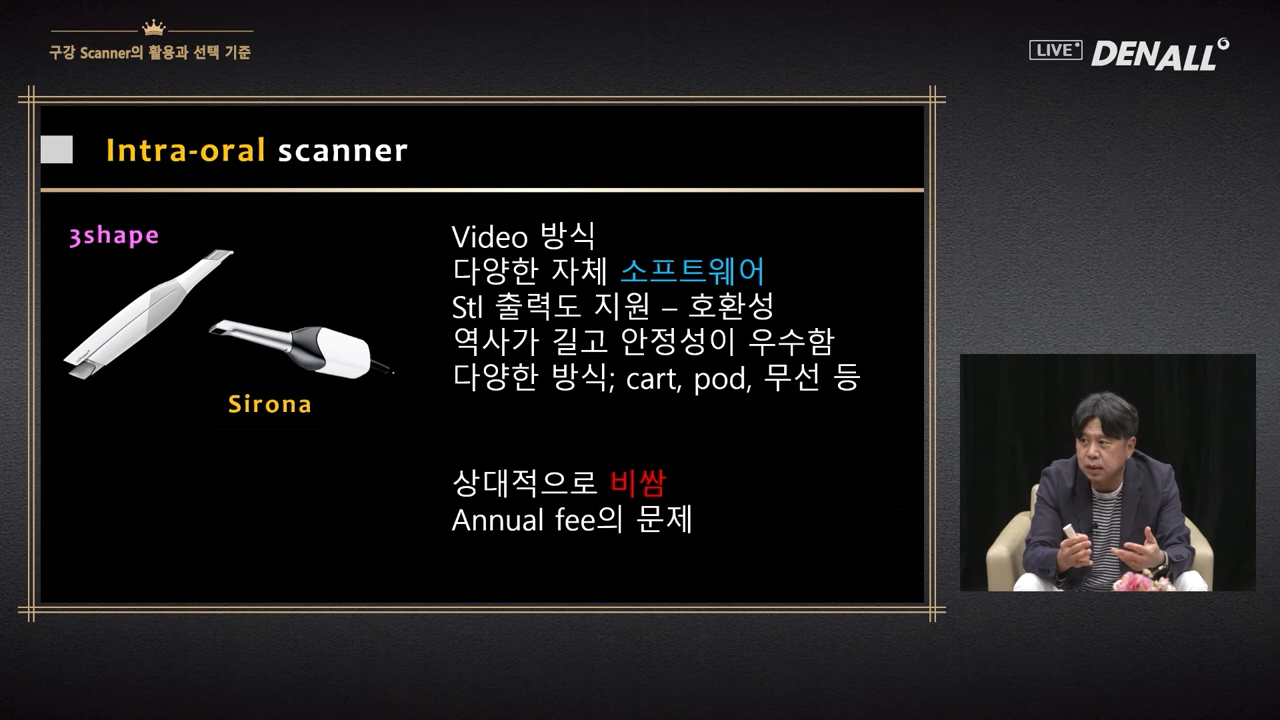 구강 Scanner의 활용과 선택 기준
LIVE
DENALL
Intra-oral scanner
3shape
Sirona
Video 방식
다양한 자체 소프트웨어
Stl 출력도 지원 – 호환성
역사가 길고 안정성이 우수함
다양한 방식; cart, pod, 무선 등
상대적으로 비쌈
Annual fee의 문제